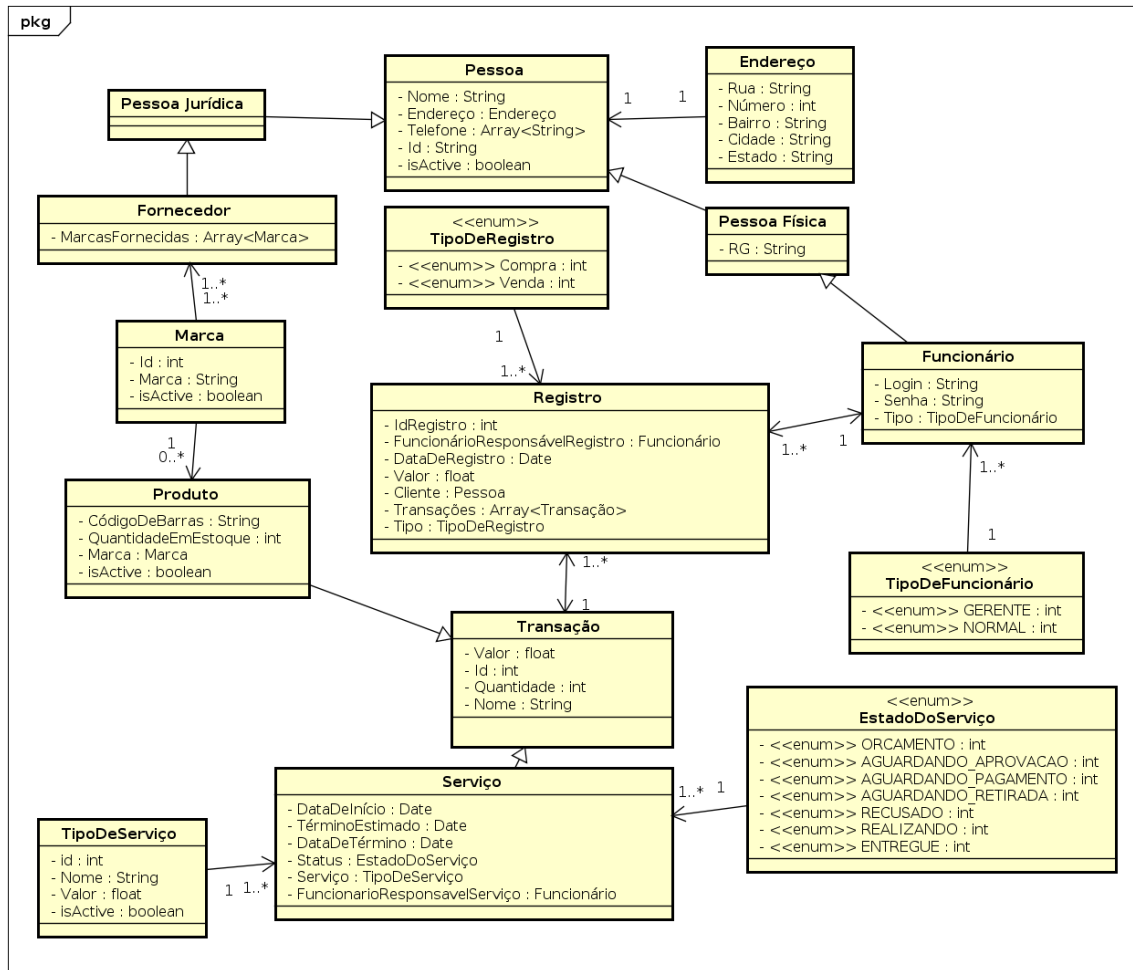 pkg
Pessoa
- Nome : String
- Endereço : Endereço
- Telefone : Array<String>
- Id : String
- isActive : boolean
Endereço
- Rua : String
- Número : int
- Bairro : String
- Cidade : String
- Estado : String
1
1
Pessoa Jurídica
Fornecedor
- MarcasFornecidas : Array<Marca>
<<enum>>
TipoDeRegistro
- <<enum>> Compra : int
- <<enum>> Venda : int
Pessoa Física
- RG : String
1..*
1..*
Marca
- Id : int
- Marca : String
- isActive : boolean
1
1..*
Funcionário
- Login : String
- Senha : String
- Tipo : TipoDeFuncionário
Registro
- IdRegistro : int
- FuncionárioResponsávelRegistro : Funcionário
- DataDeRegistro : Date
- Valor : float
- Cliente : Pessoa
- Transações : Array<Transação>
- Tipo : TipoDeRegistro
1..*
1
1..*
1
1
0..*
Produto
- CódigoDeBarras : String
- QuantidadeEmEstoque : int
- Marca : Marca
- isActive : boolean
<<enum>>
TipoDeFuncionário
- <<enum>> GERENTE : int
- <<enum>> NORMAL : int
1..*
1
Transação
- Valor : float
- Id : int
- Quantidade : int
- Nome : String
<<enum>>
EstadoDoServiço
- <<enum>> ORCAMENTO : int
- <<enum>> AGUARDANDO_APROVACAO : int
- <<enum>> AGUARDANDO_PAGAMENTO : int
- <<enum>> AGUARDANDO_RETIRADA : int
- <<enum>> RECUSADO : int
- <<enum>> REALIZANDO : int
- <<enum>> ENTREGUE : int
1..*
1
Serviço
- DataDeInício : Date
- TérminoEstimado : Date
- DataDeTérmino : Date
- Status : EstadoDoServiço
- Serviço : TipoDeServiço
- FuncionarioResponsavelServiço : Funcionário
TipoDeServiço
- id : int
- Nome : String
- Valor : float
- isActive : boolean
1
1..*